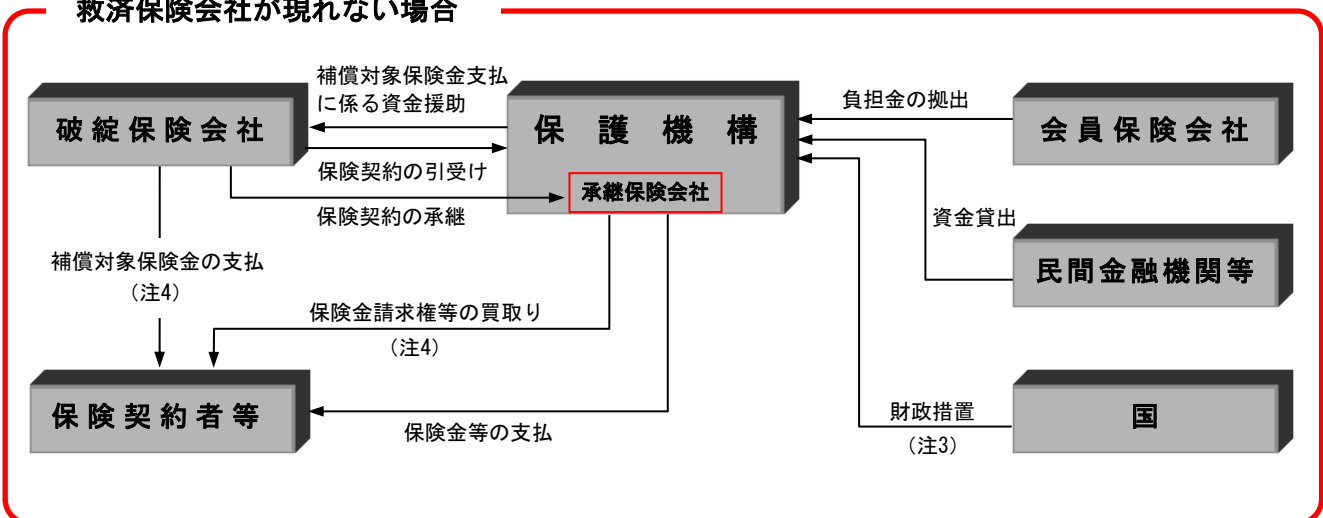 救済保険会社が現れない場合
補償対象保険金支払
に係る資金援助
負担金の拠出
破綻保険会社
保護機構
会員保険会社
保険契約の引受け
承継保険会社
保険契約の承継
資金貸出
補償対象保険金の支払
（注4）
民間金融機関等
保険金請求権等の買取り
（注4）
保険契約者等
財政措置
（注3）
国
保険金等の支払